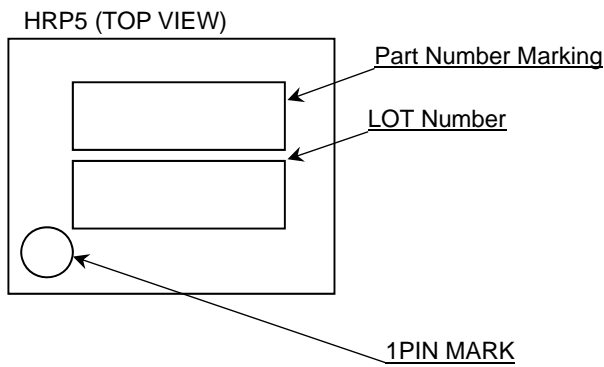 HRP5 (TOP VIEW)
Part Number Marking
LOT Number
1PIN MARK